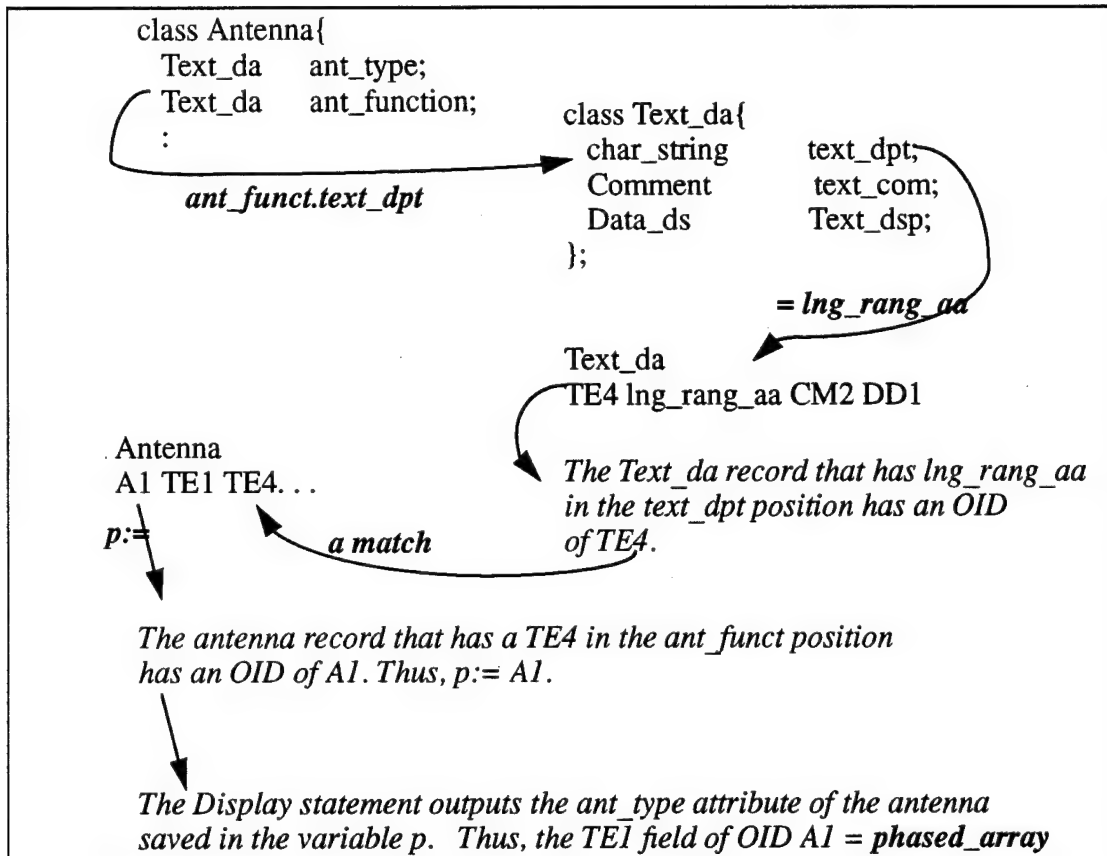 class Antenna{
Text_da ant_type;
Text_da ant_function;
:
ant_funct.text_dpt
class Text_da{
char_string text_dpt;
Comment text_com;
Data_ds Text_dsp;
};
= lng_rang_aa
Text_da
TE4 lng_rang_aa CM2 DD1
Antenna
A1 TE1 TE4. . .
p:=
a match
The Text_da record that has lng_rang_aa
in the text_dpt position has an OID
of TE4.
The antenna record that has a TE4 in the ant_funct position
has an OID of A1. Thus, p:= A1.
The Display statement outputs the ant_type attribute of the antenna
saved in the variable p. Thus, the TE1 field of OID A1 = phased_array